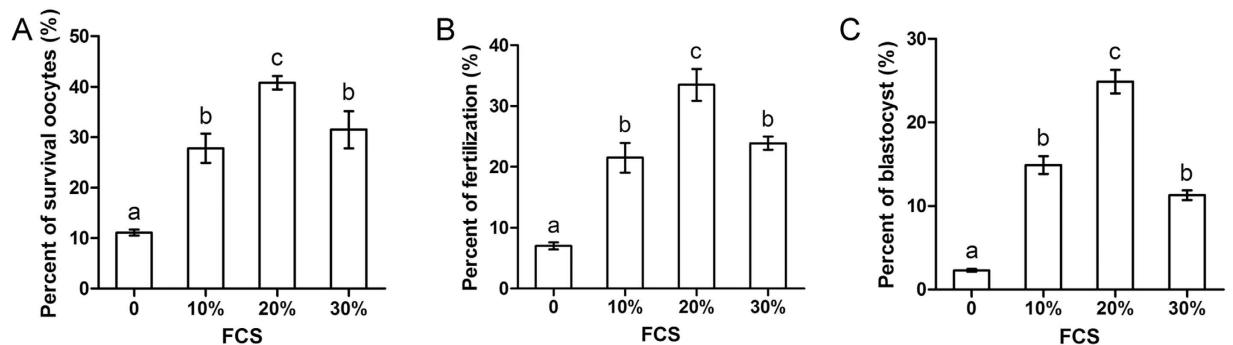 A
Percent of survival oocytes (%)
50
40
30
20
10
0
a
b
c
b
0 10% 20% 30%
FCS
B
Percent of fertilization (%)
40
30
20
10
0
a
b
c
b
0 10% 20% 30%
FCS
C
Percent of blastocyst (%)
30
20
10
0
a
b
c
b
0 10% 20% 30%
FCS